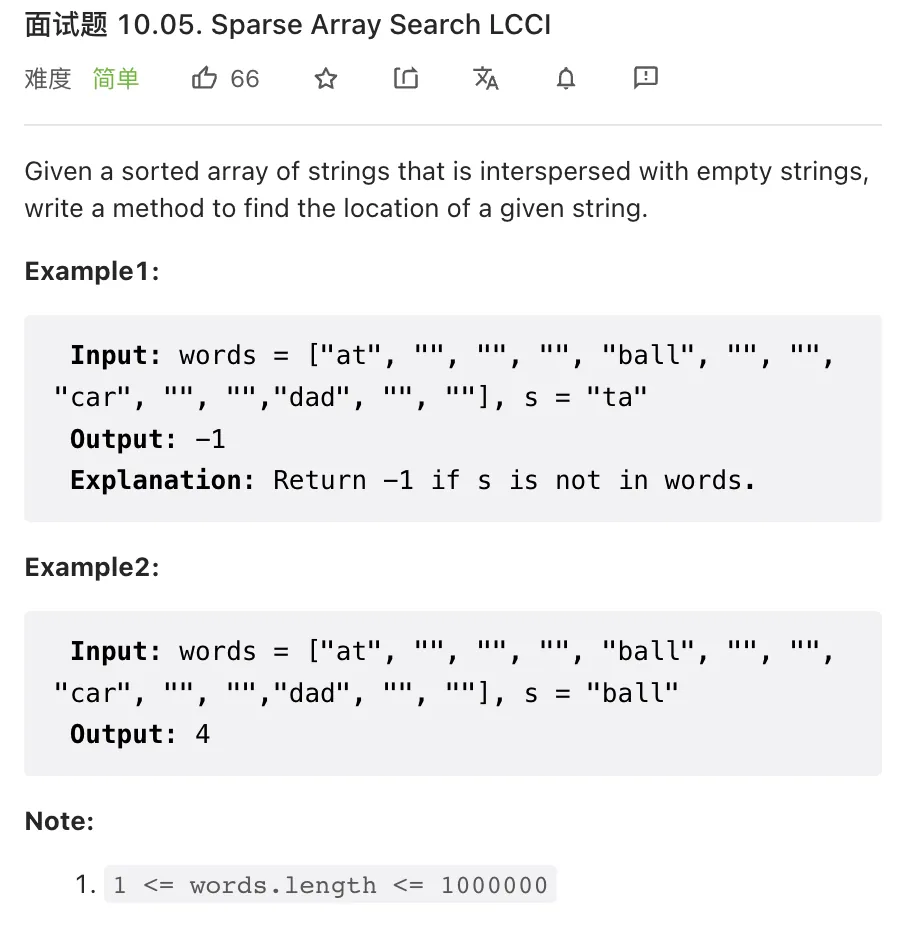 面试题 10.05. Sparse Array Search LCCI
难度 简单 66
Given a sorted array of strings that is interspersed with empty strings,
write a method to find the location of a given string.
Example1:
Input: words = ["at", "", "", "", "ball", "", "",
"car", "", "","dad", "", ""], s = "ta"
Output: -1
Explanation: Return -1 if s is not in words.
Example2:
Input: words = ["at", "", "", "", "ball", "", "",
"car", "", "","dad", "", ""], s = "ball"
Output: 4
Note:
1. 1 <= words.length <= 1000000